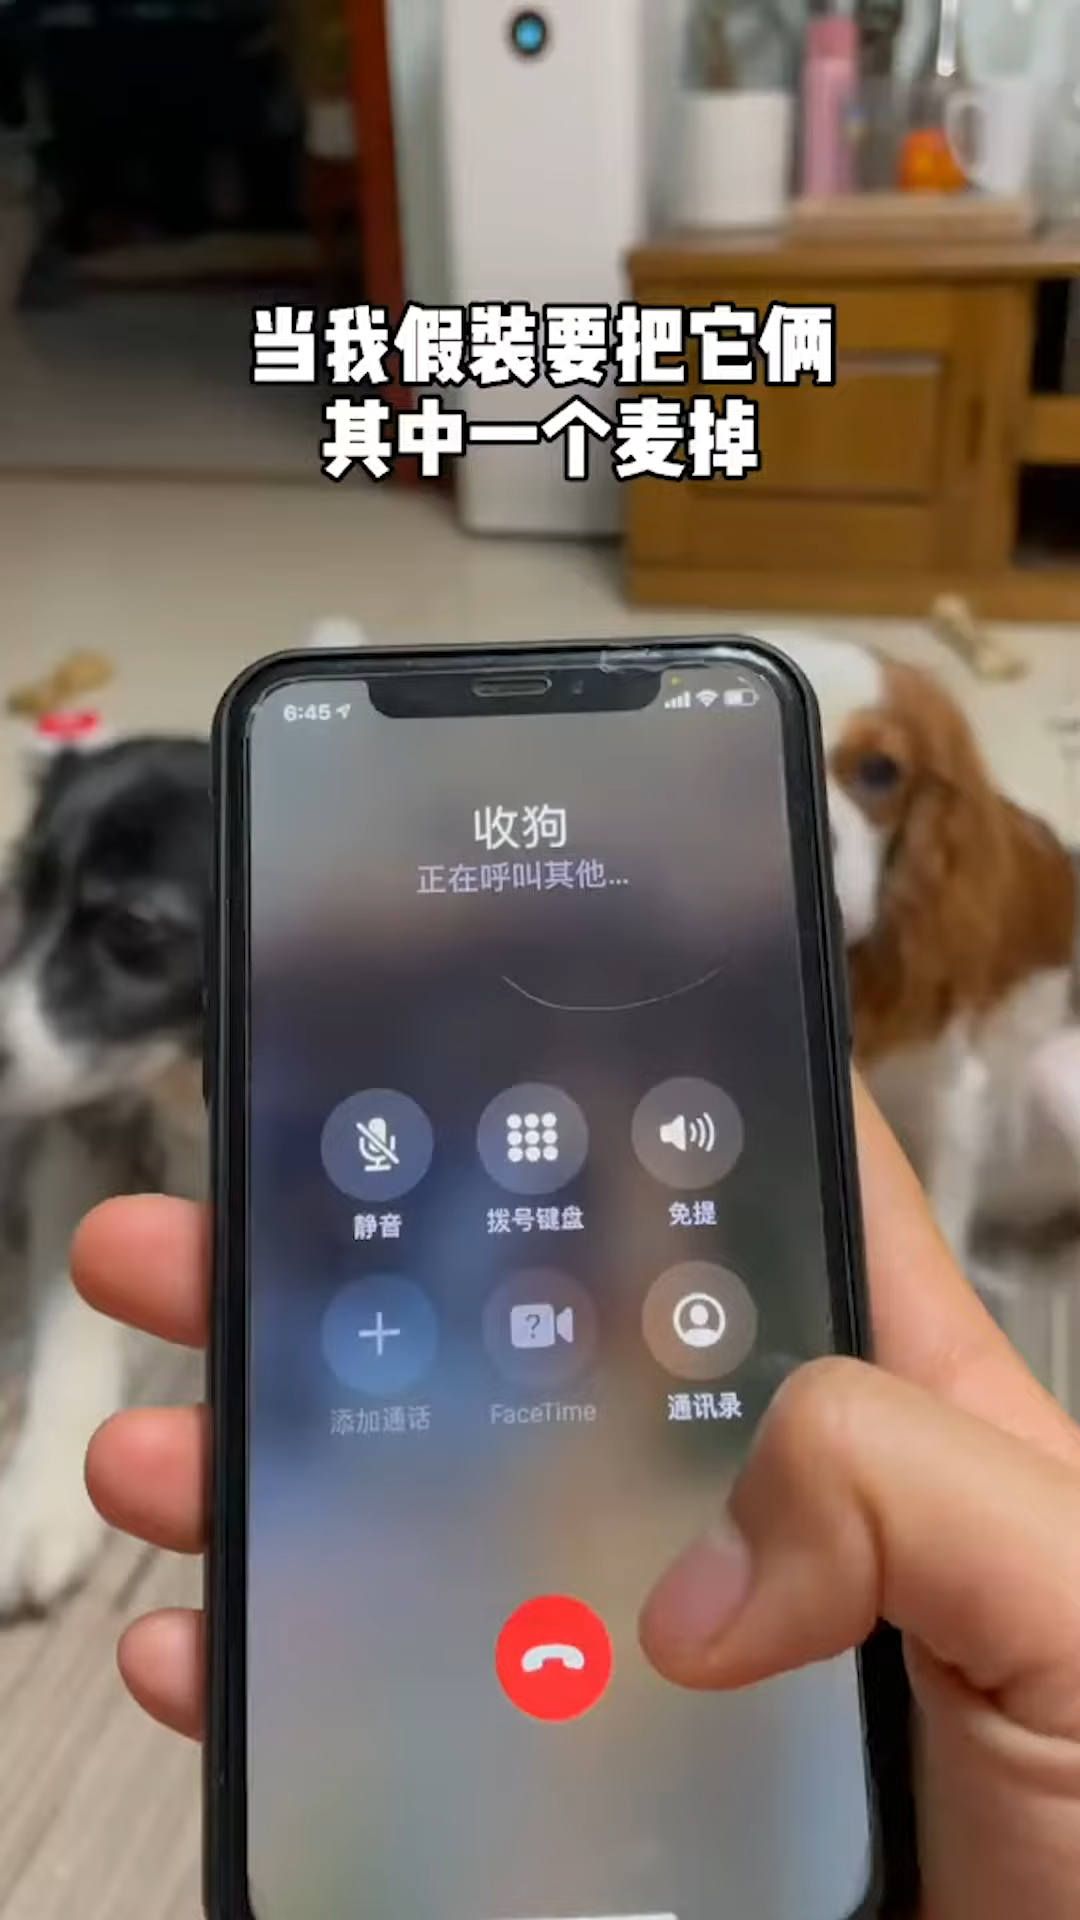 当我假装要把它俩
其中一个麦掉
6:45
收狗
正在呼叫其他...
静音
拨号键盘
免提
添加通话
FaceTime
通讯录